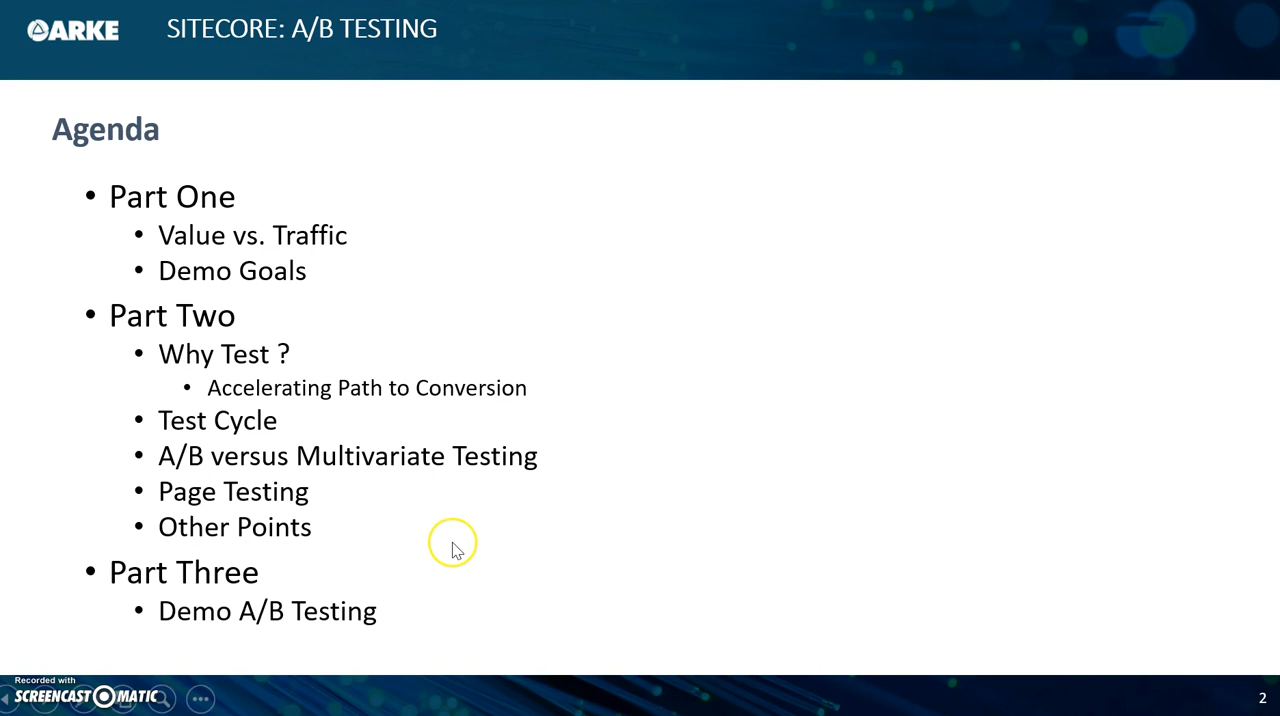 ARKE
SITECORE: A/B TESTING
Agenda
• Part One
• Value vs. Traffic
• Demo Goals
• Part Two
• Why Test ?
• Accelerating Path to Conversion
• Test Cycle
• A/B versus Multivariate Testing
• Page Testing
• Other Points
• Part Three
• Demo A/B Testing
Recorded with
SCREENCAST MATIC
2